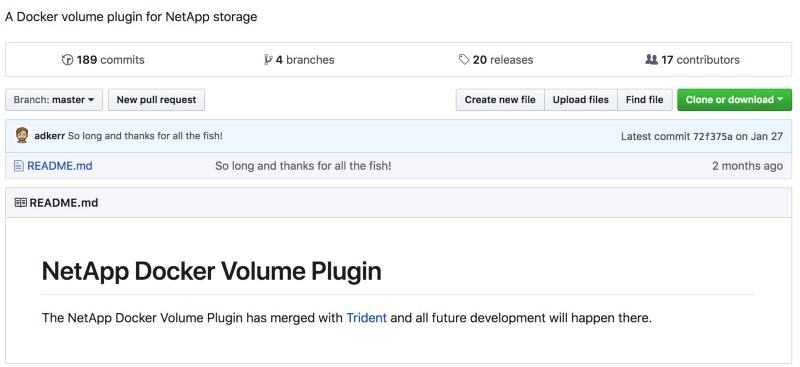 A Docker volume plugin for NetApp storage
189 commits 4 branches 20 releases 17 contributors
Branch: master New pull request Create new file Upload files Find file Clone or download
adkerr So long and thanks for all the fish! Latest commit 72f375a on Jan 27
README.md So long and thanks for all the fish! 2 months ago
README.md
NetApp Docker Volume Plugin
The NetApp Docker Volume Plugin has merged with Trident and all future development will happen there.